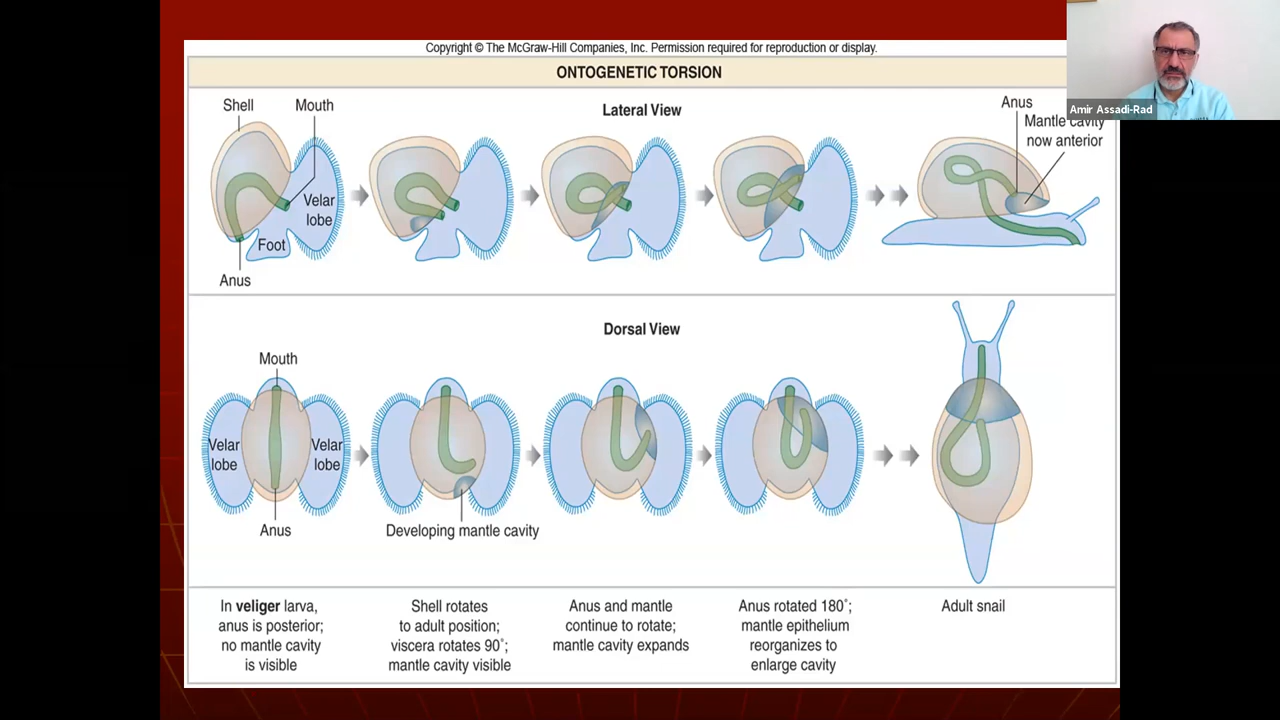 Copyright © The McGraw-Hill Companies, Inc. Permission required for reproduction or display.
ONTOGENETIC TORSION
Amir Assadi-Rad
Lateral View
Shell
Mouth
Velar
lobe
Foot
Anus
Anus
Mantle cavity
now anterior
Dorsal View
Mouth
Velar
lobe
Velar
lobe
Anus
Developing mantle cavity
In veliger larva,
anus is posterior;
no mantle cavity
is visible
Shell rotates
to adult position;
viscera rotates 90°;
mantle cavity visible
Anus and mantle
continue to rotate;
mantle cavity expands
Anus rotated 180°;
mantle epithelium
reorganizes to
enlarge cavity
Adult snail